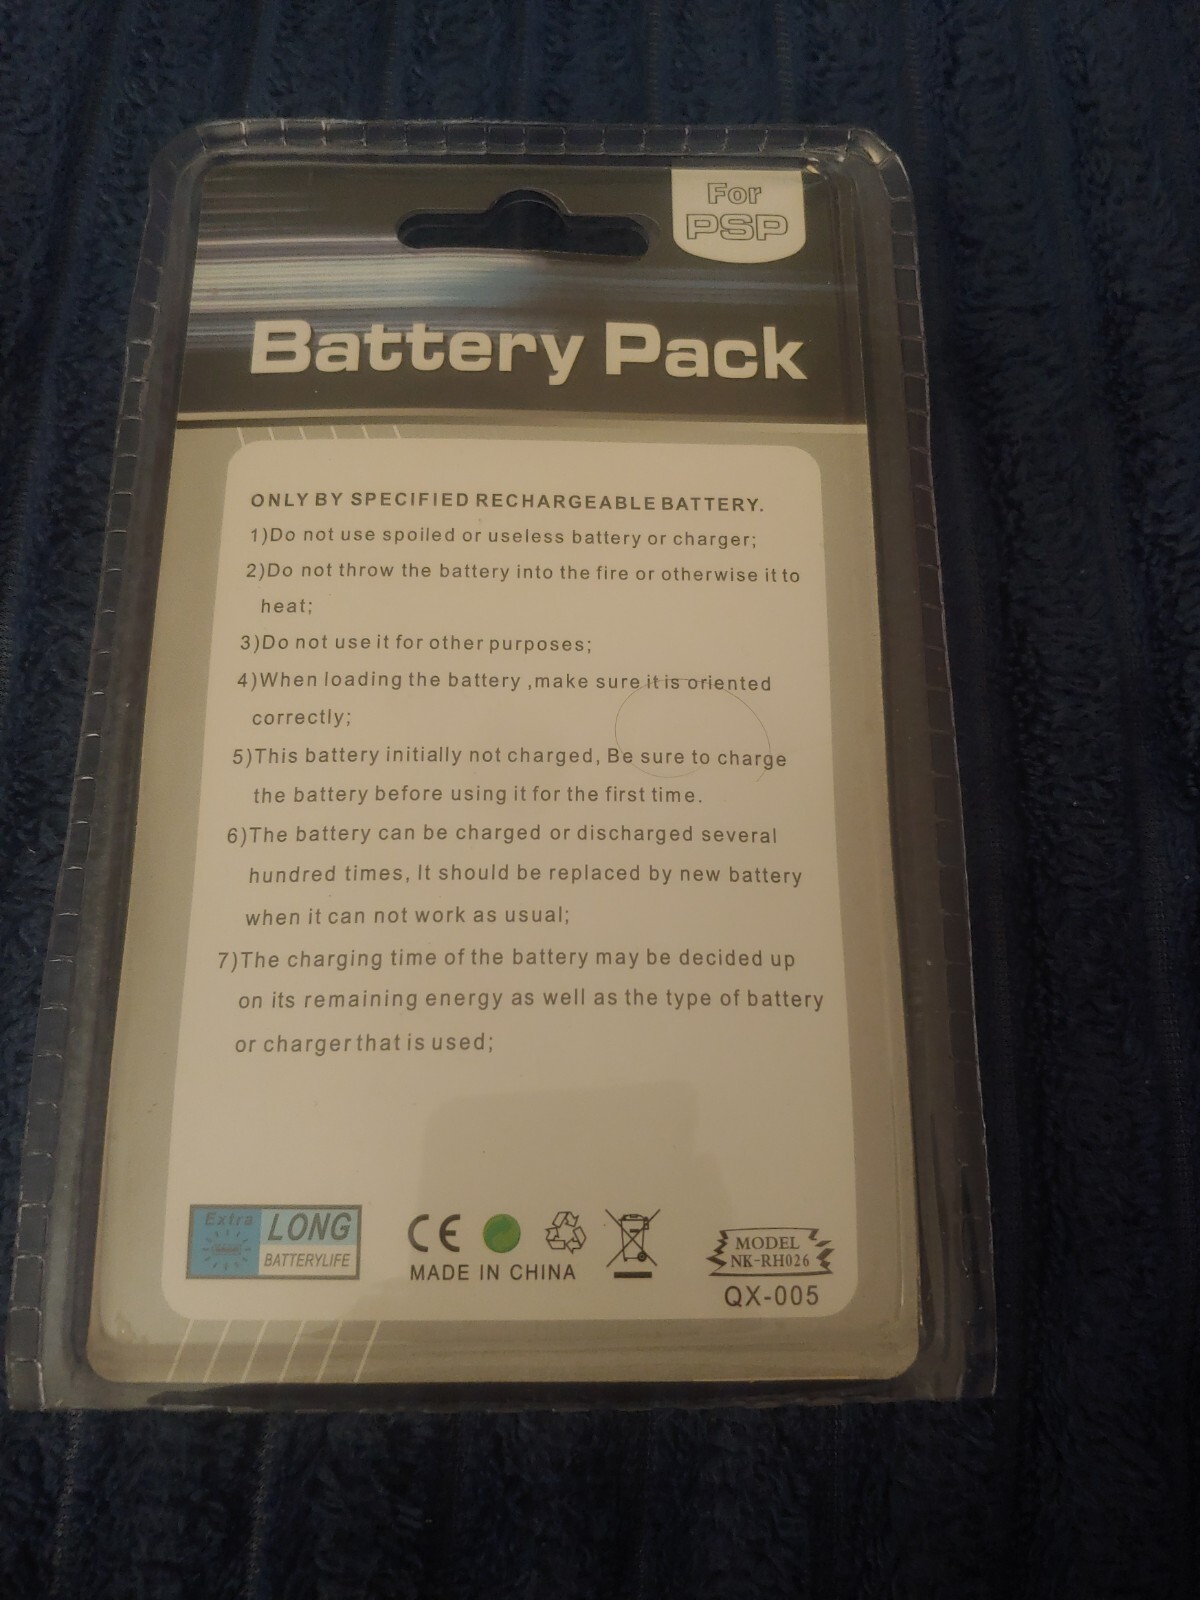 For
PSP
Battery Pack
ONLY BY SPECIFIED RECHARGEABLE BATTERY.
1)Do not use spoiled or useless battery or charger;
2)Do not throw the battery into the fire or otherwise it to
heat;
3)Do not use it for other purposes;
4)When loading the battery ,make sure it is oriented
correctly;
5)This battery initially not charged, Be sure to charge
the battery before using it for the first time.
6)The battery can be charged or discharged several
hundred times, It should be replaced by new battery
when it can not work as usual;
7)The charging time of the battery may be decided up
on its remaining energy as well as the type of battery
or charger that is used;
Extra LONG
BATTERYLIFE
CE
MADE IN CHINA
MODEL
NK-RH026
QX-005